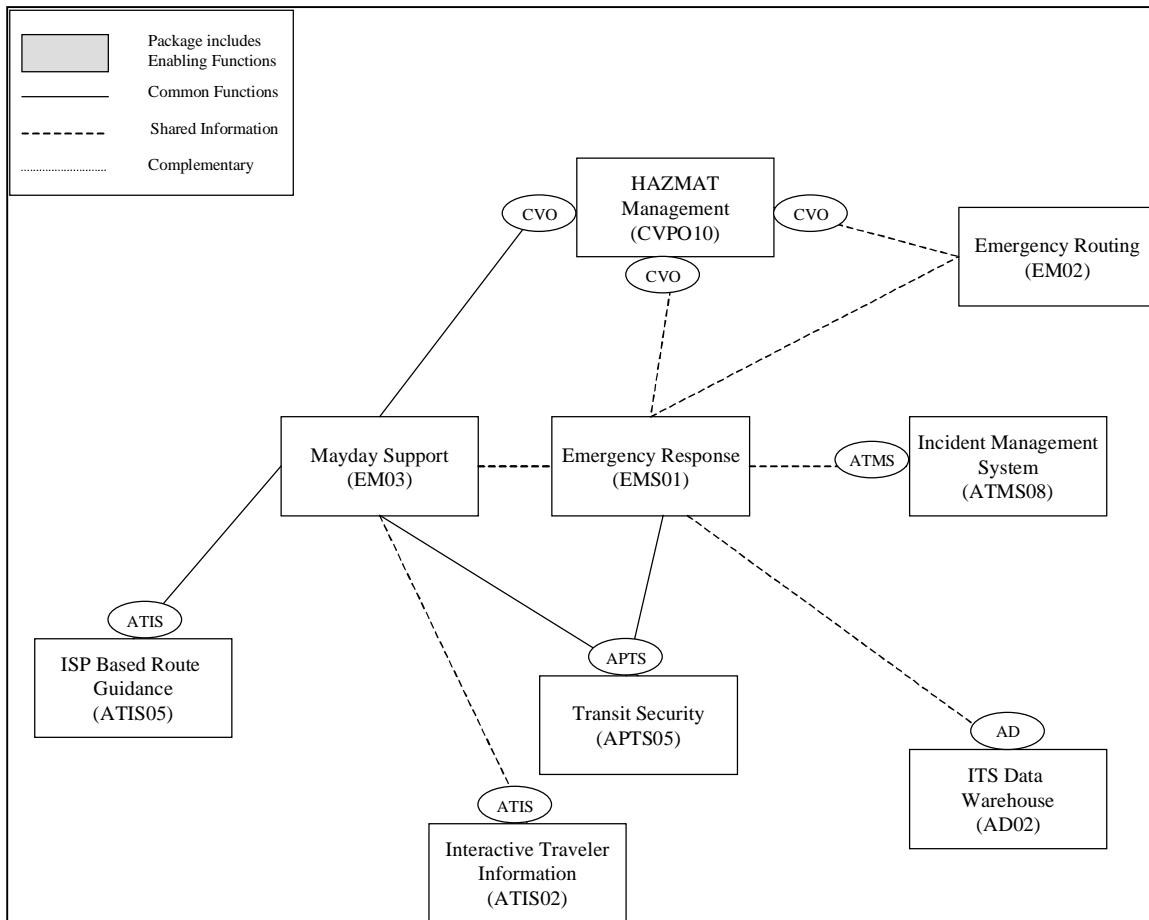 Package includes
Enabling Functions
Common Functions
Shared Information
Complementary
HAZMAT
Management
(CVPO10)
CVO
CVO
CVO
Emergency Routing
(EM02)
Mayday Support
(EM03)
Emergency Response
(EMS01)
ATMS
Incident Management
System
(ATMS08)
ATIS
ISP Based Route
Guidance
(ATIS05)
APTS
Transit Security
(APTS05)
AD
ITS Data
Warehouse
(AD02)
ATIS
Interactive Traveler
Information
(ATIS02)